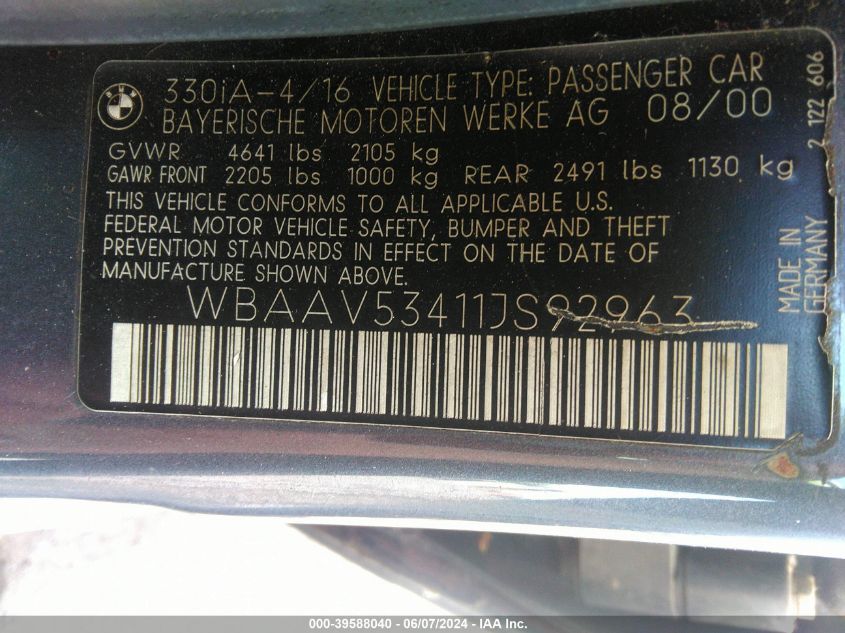 330iA-4/16 VEHICLE TYPE: PASSENGER CAR
BAYERISCHE MOTOREN WERKE AG 08/00
GVWR 4641 lbs 2105 kg
GAWR FRONT 2205 lbs 1000 kg REAR 2491 lbs 1130 kg
THIS VEHICLE CONFORMS TO ALL APPLICABLE U.S.
FEDERAL MOTOR VEHICLE SAFETY, BUMPER AND THEFT
PREVENTION STANDARDS IN EFFECT ON THE DATE OF
MANUFACTURE SHOWN ABOVE.
WBAAV53411JS92963
MADE IN
GERMANY
2 122 606
000-39588040 - 06/07/2024 - IAA Inc.